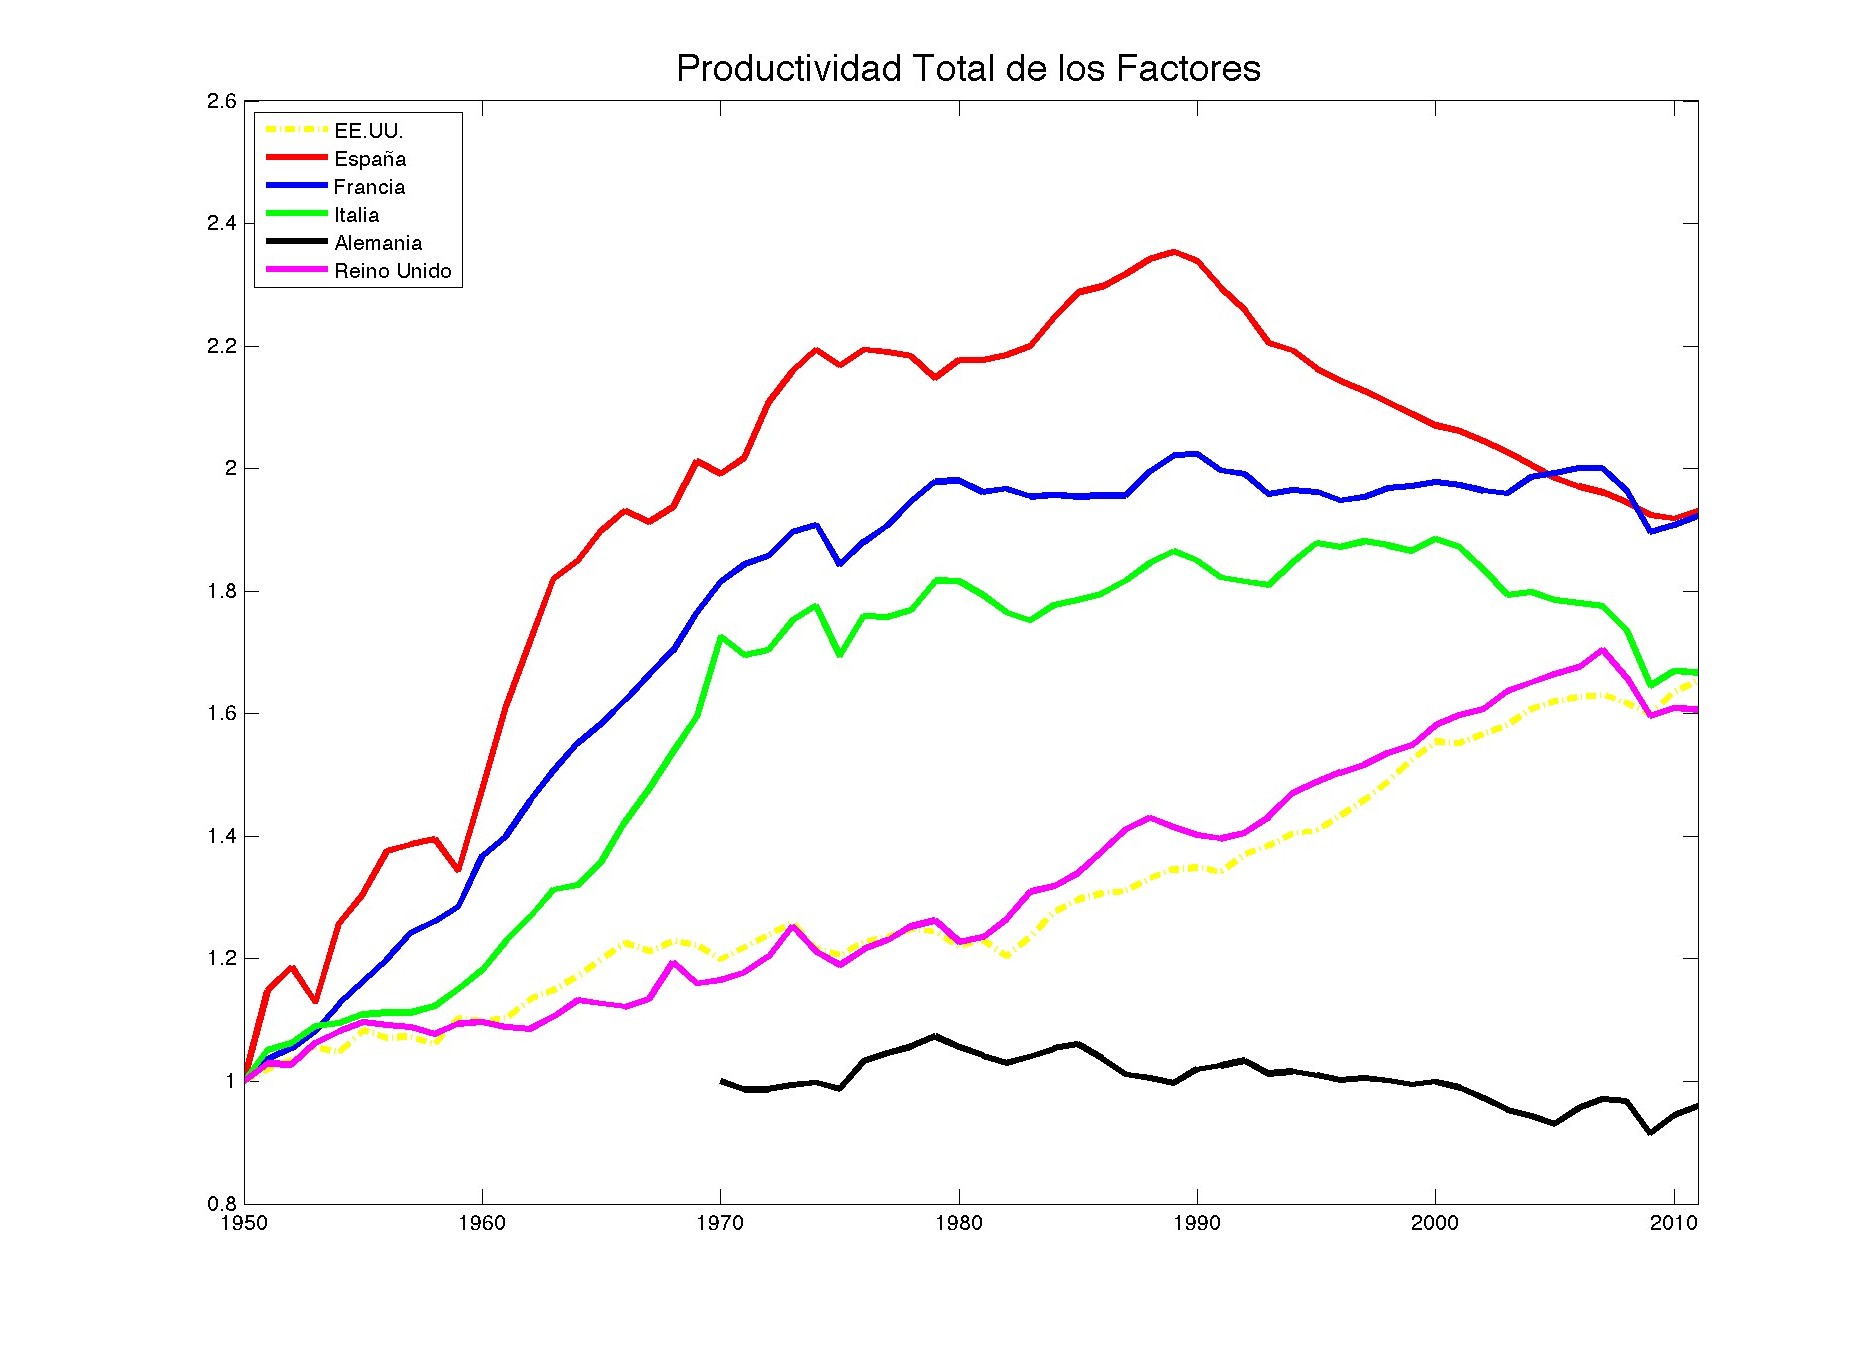 Productividad Total de los Factores
2.6
2.4
2.2
2
1.8
1.6
1.4
1.2
1
0.8
EE.UU.
España
Francia
Italia
Alemania
Reino Unido
1950 1960 1970 1980 1990 2000 2010